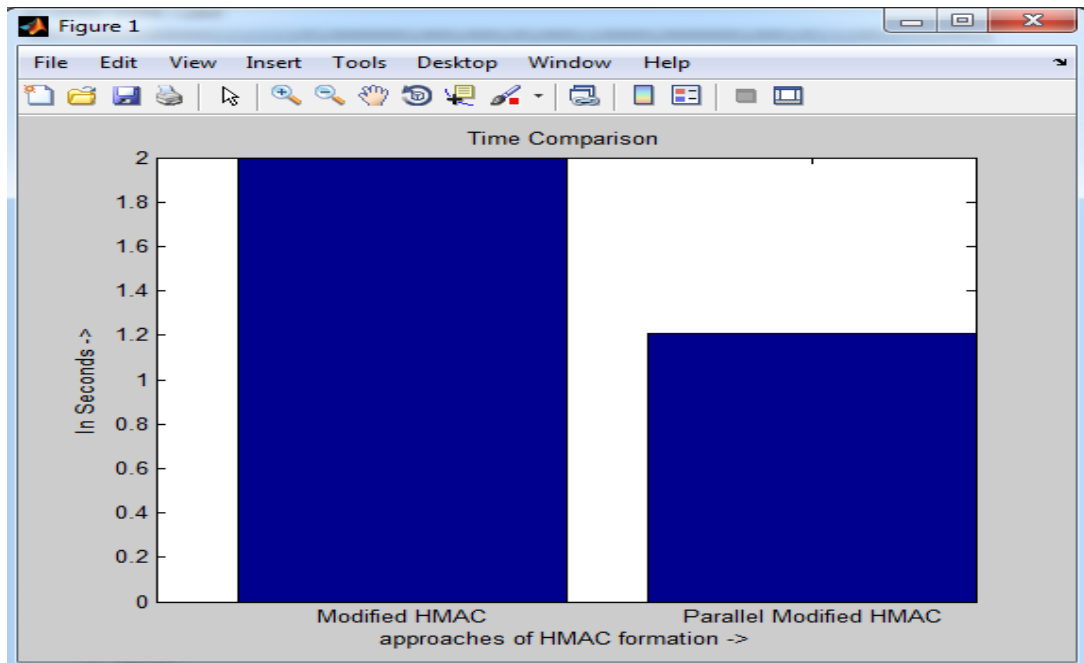 Figure 1
File Edit View Insert Tools Desktop Window Help
Time Comparison
2
1.8
1.6
1.4
1.2
1
0.8
0.6
0.4
0.2
0
In Seconds ->
Modified HMAC Parallel Modified HMAC
approaches of HMAC formation ->